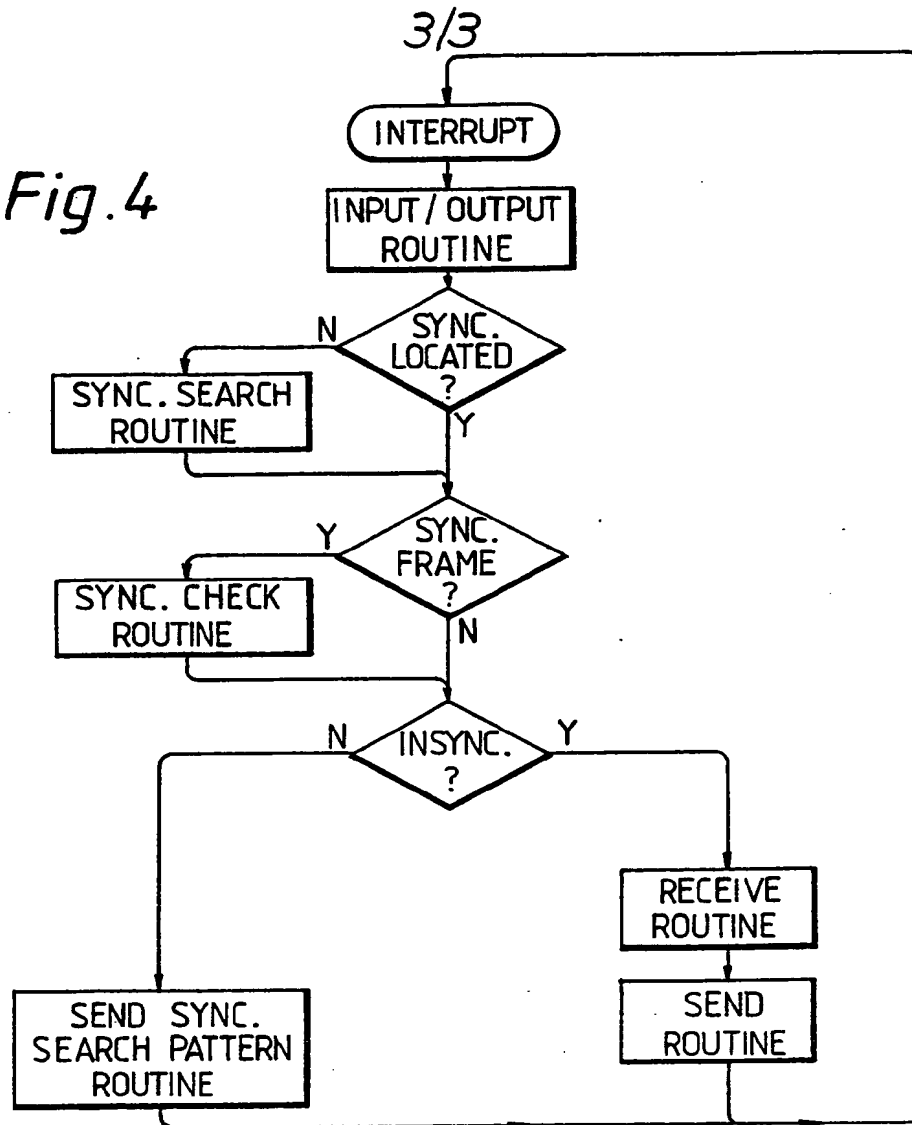 3/3
INTERRUPT
Fig. 4
INPUT / OUTPUT
ROUTINE
SYNC.
LOCATED
?
N
Y
SYNC. SEARCH
ROUTINE
SYNC.
FRAME
?
Y
N
SYNC. CHECK
ROUTINE
INSYNC.
?
N
Y
RECEIVE
ROUTINE
SEND
ROUTINE
SEND SYNC.
SEARCH PATTERN
ROUTINE